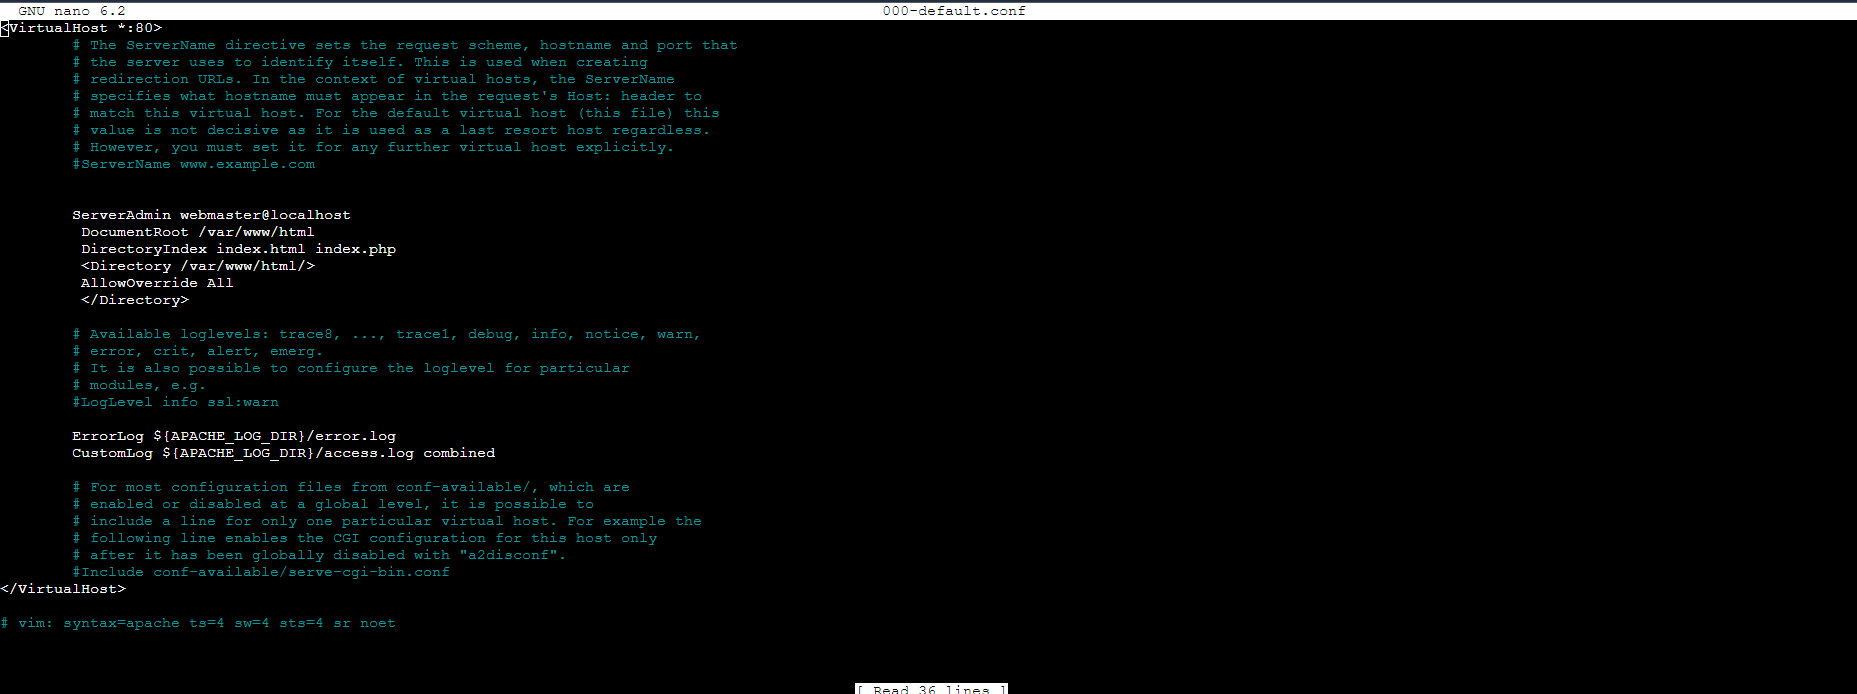 GNU nano 6.2 000-default.conf
<VirtualHost *:80>
# The ServerName directive sets the request scheme, hostname and port that
# the server uses to identify itself. This is used when creating
# redirection URLs. In the context of virtual hosts, the ServerName
# specifies what hostname must appear in the request's Host: header to
# match this virtual host. For the default virtual host (this file) this
# value is not decisive as it is used as a last resort host regardless.
# However, you must set it for any further virtual host explicitly.
#ServerName www.example.com
ServerAdmin webmaster@localhost
DocumentRoot /var/www/html
DirectoryIndex index.html index.php
<Directory /var/www/html/>
AllowOverride All
</Directory>
# Available loglevels: trace8, ..., trace1, debug, info, notice, warn,
# error, crit, alert, emerg.
# It is also possible to configure the loglevel for particular
# modules, e.g.
#LogLevel info ssl:warn
ErrorLog ${APACHE_LOG_DIR}/error.log
CustomLog ${APACHE_LOG_DIR}/access.log combined
# For most configuration files from conf-available/, which are
# enabled or disabled at a global level, it is possible to
# include a line for only one particular virtual host. For example the
# following line enables the CGI configuration for this host only
# after it has been globally disabled with "a2disconf".
#Include conf-available/serve-cgi-bin.conf
</VirtualHost>
# vim: syntax=apache ts=4 sw=4 sts=4 sr noet
[ Read 36 lines ]